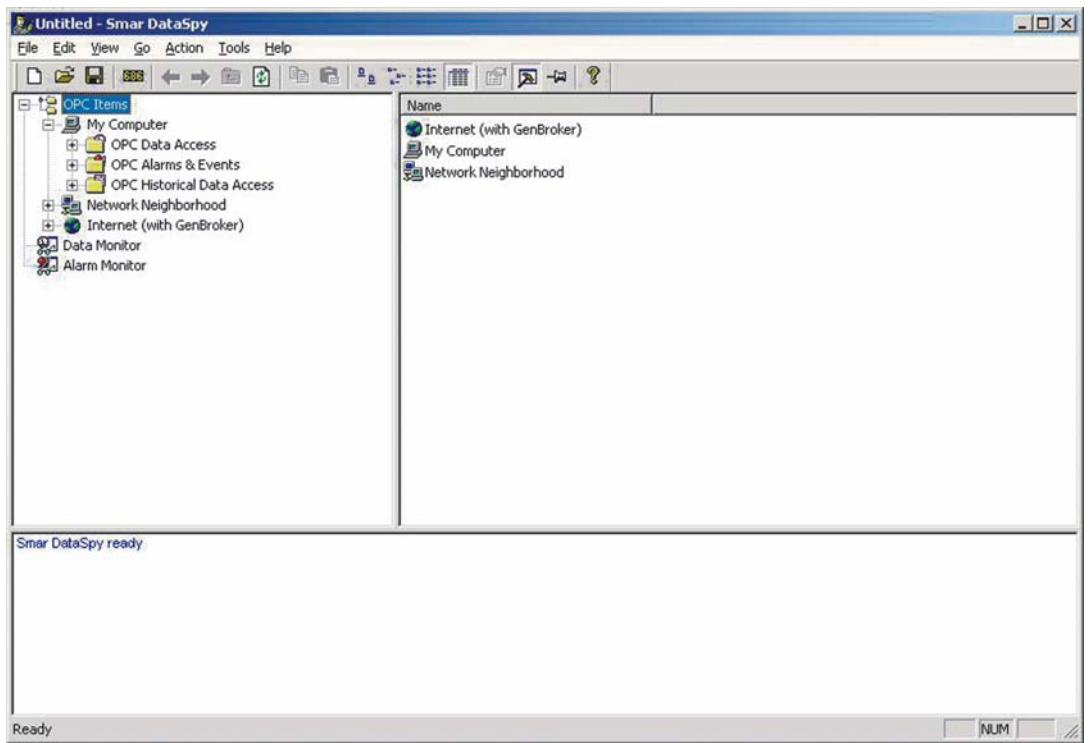 Untitled - Smar DataSpy
File Edit View Go Action Tools Help
OPC Items
My Computer
OPC Data Access
OPC Alarms & Events
OPC Historical Data Access
Network Neighborhood
Internet (with GenBroker)
Data Monitor
Alarm Monitor
Name
Internet (with GenBroker)
My Computer
Network Neighborhood
Smar DataSpy ready
Ready
NUM